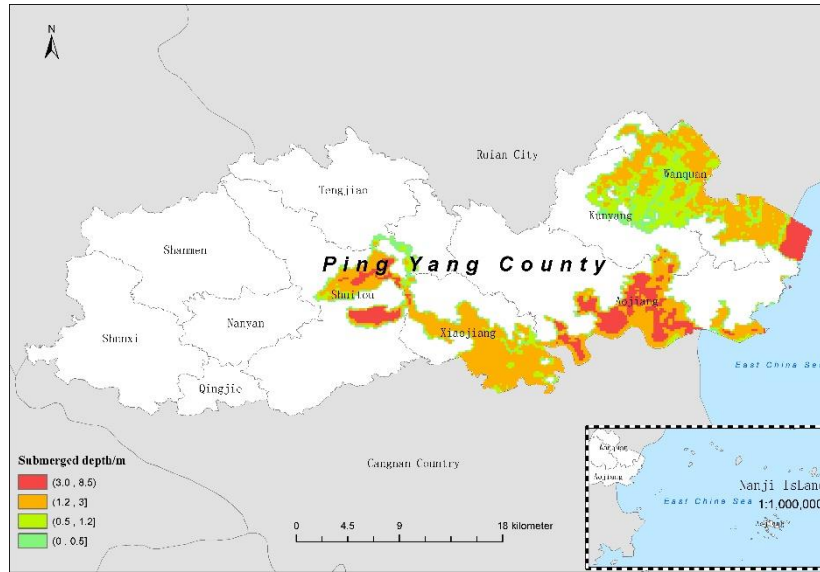 N
Ruian City
Tengjiao
Wanquan
Kunyang
Shanmen
Ping Yang County
Shuitou
Aojiang
Nanyan
Xiaojiang
Shunxi
East China Sea
Qingjie
Submerged depth/m
(3.0 , 8.5)
(1.2 , 3]
(0.5 , 1.2]
(0 , 0.5]
Cangnan Country
0 4.5 9 18 kilometer
Nanji IsLand
East China Sea 1:1,000,000